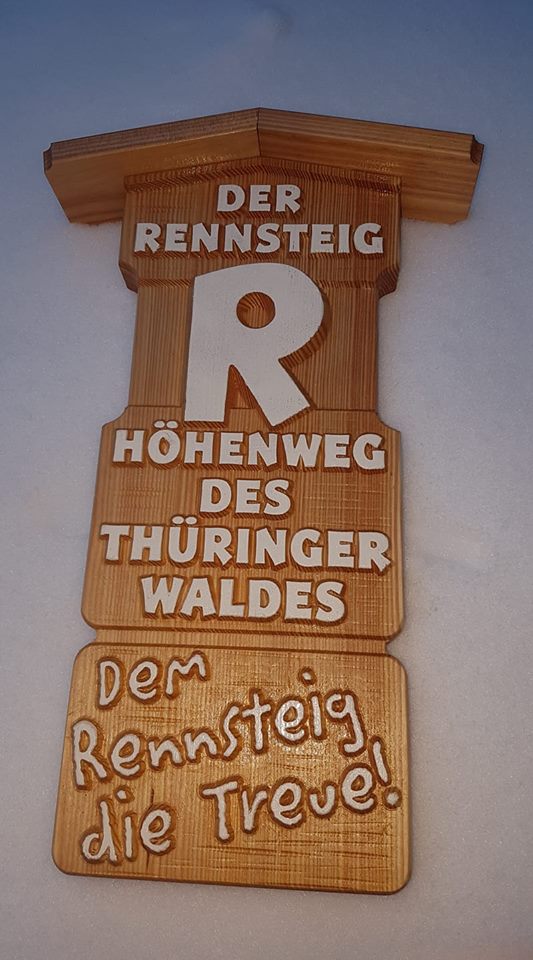 DER
RENNSTEIG
R
HÖHENWEG
DES
THÜRINGER
WALDES
Dem
Rennsteig
die Treue!